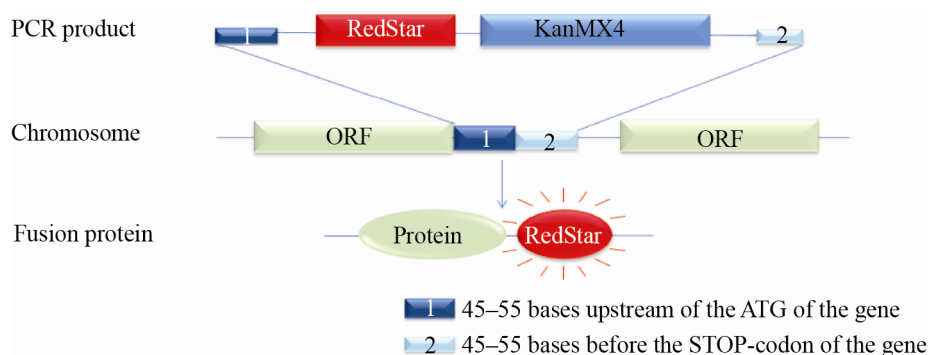 PCR product
1 RedStar KanMX4 2
Chromosome
ORF 1 2 ORF
Fusion protein
Protein RedStar
1 45–55 bases upstream of the ATG of the gene
2 45–55 bases before the STOP-codon of the gene